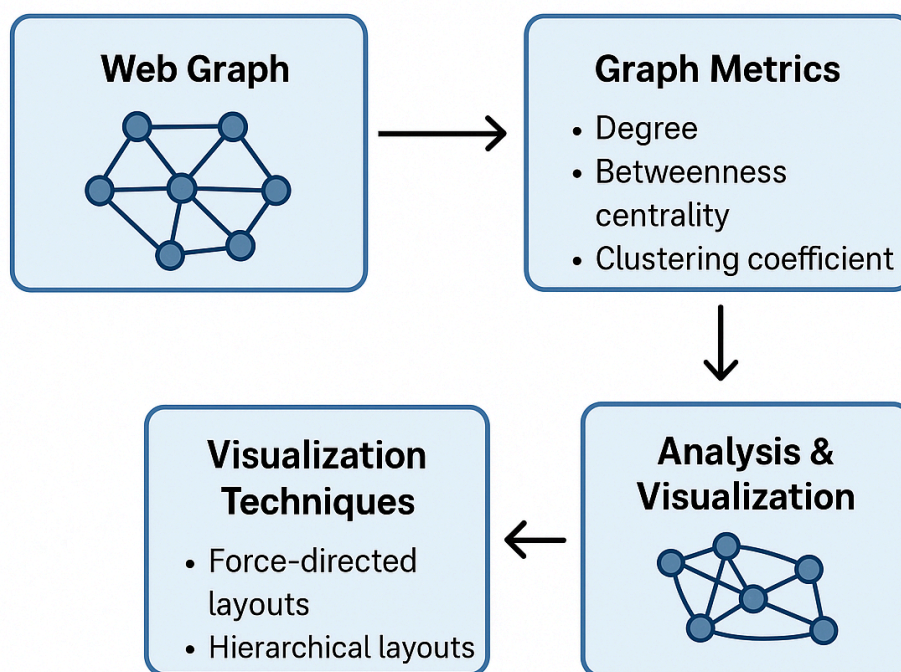 Web Graph
Graph Metrics
• Degree
• Betweenness
centrality
• Clustering coefficient
Analysis &
Visualization
Visualization
Techniques
• Force-directed
layouts
• Hierarchical layouts